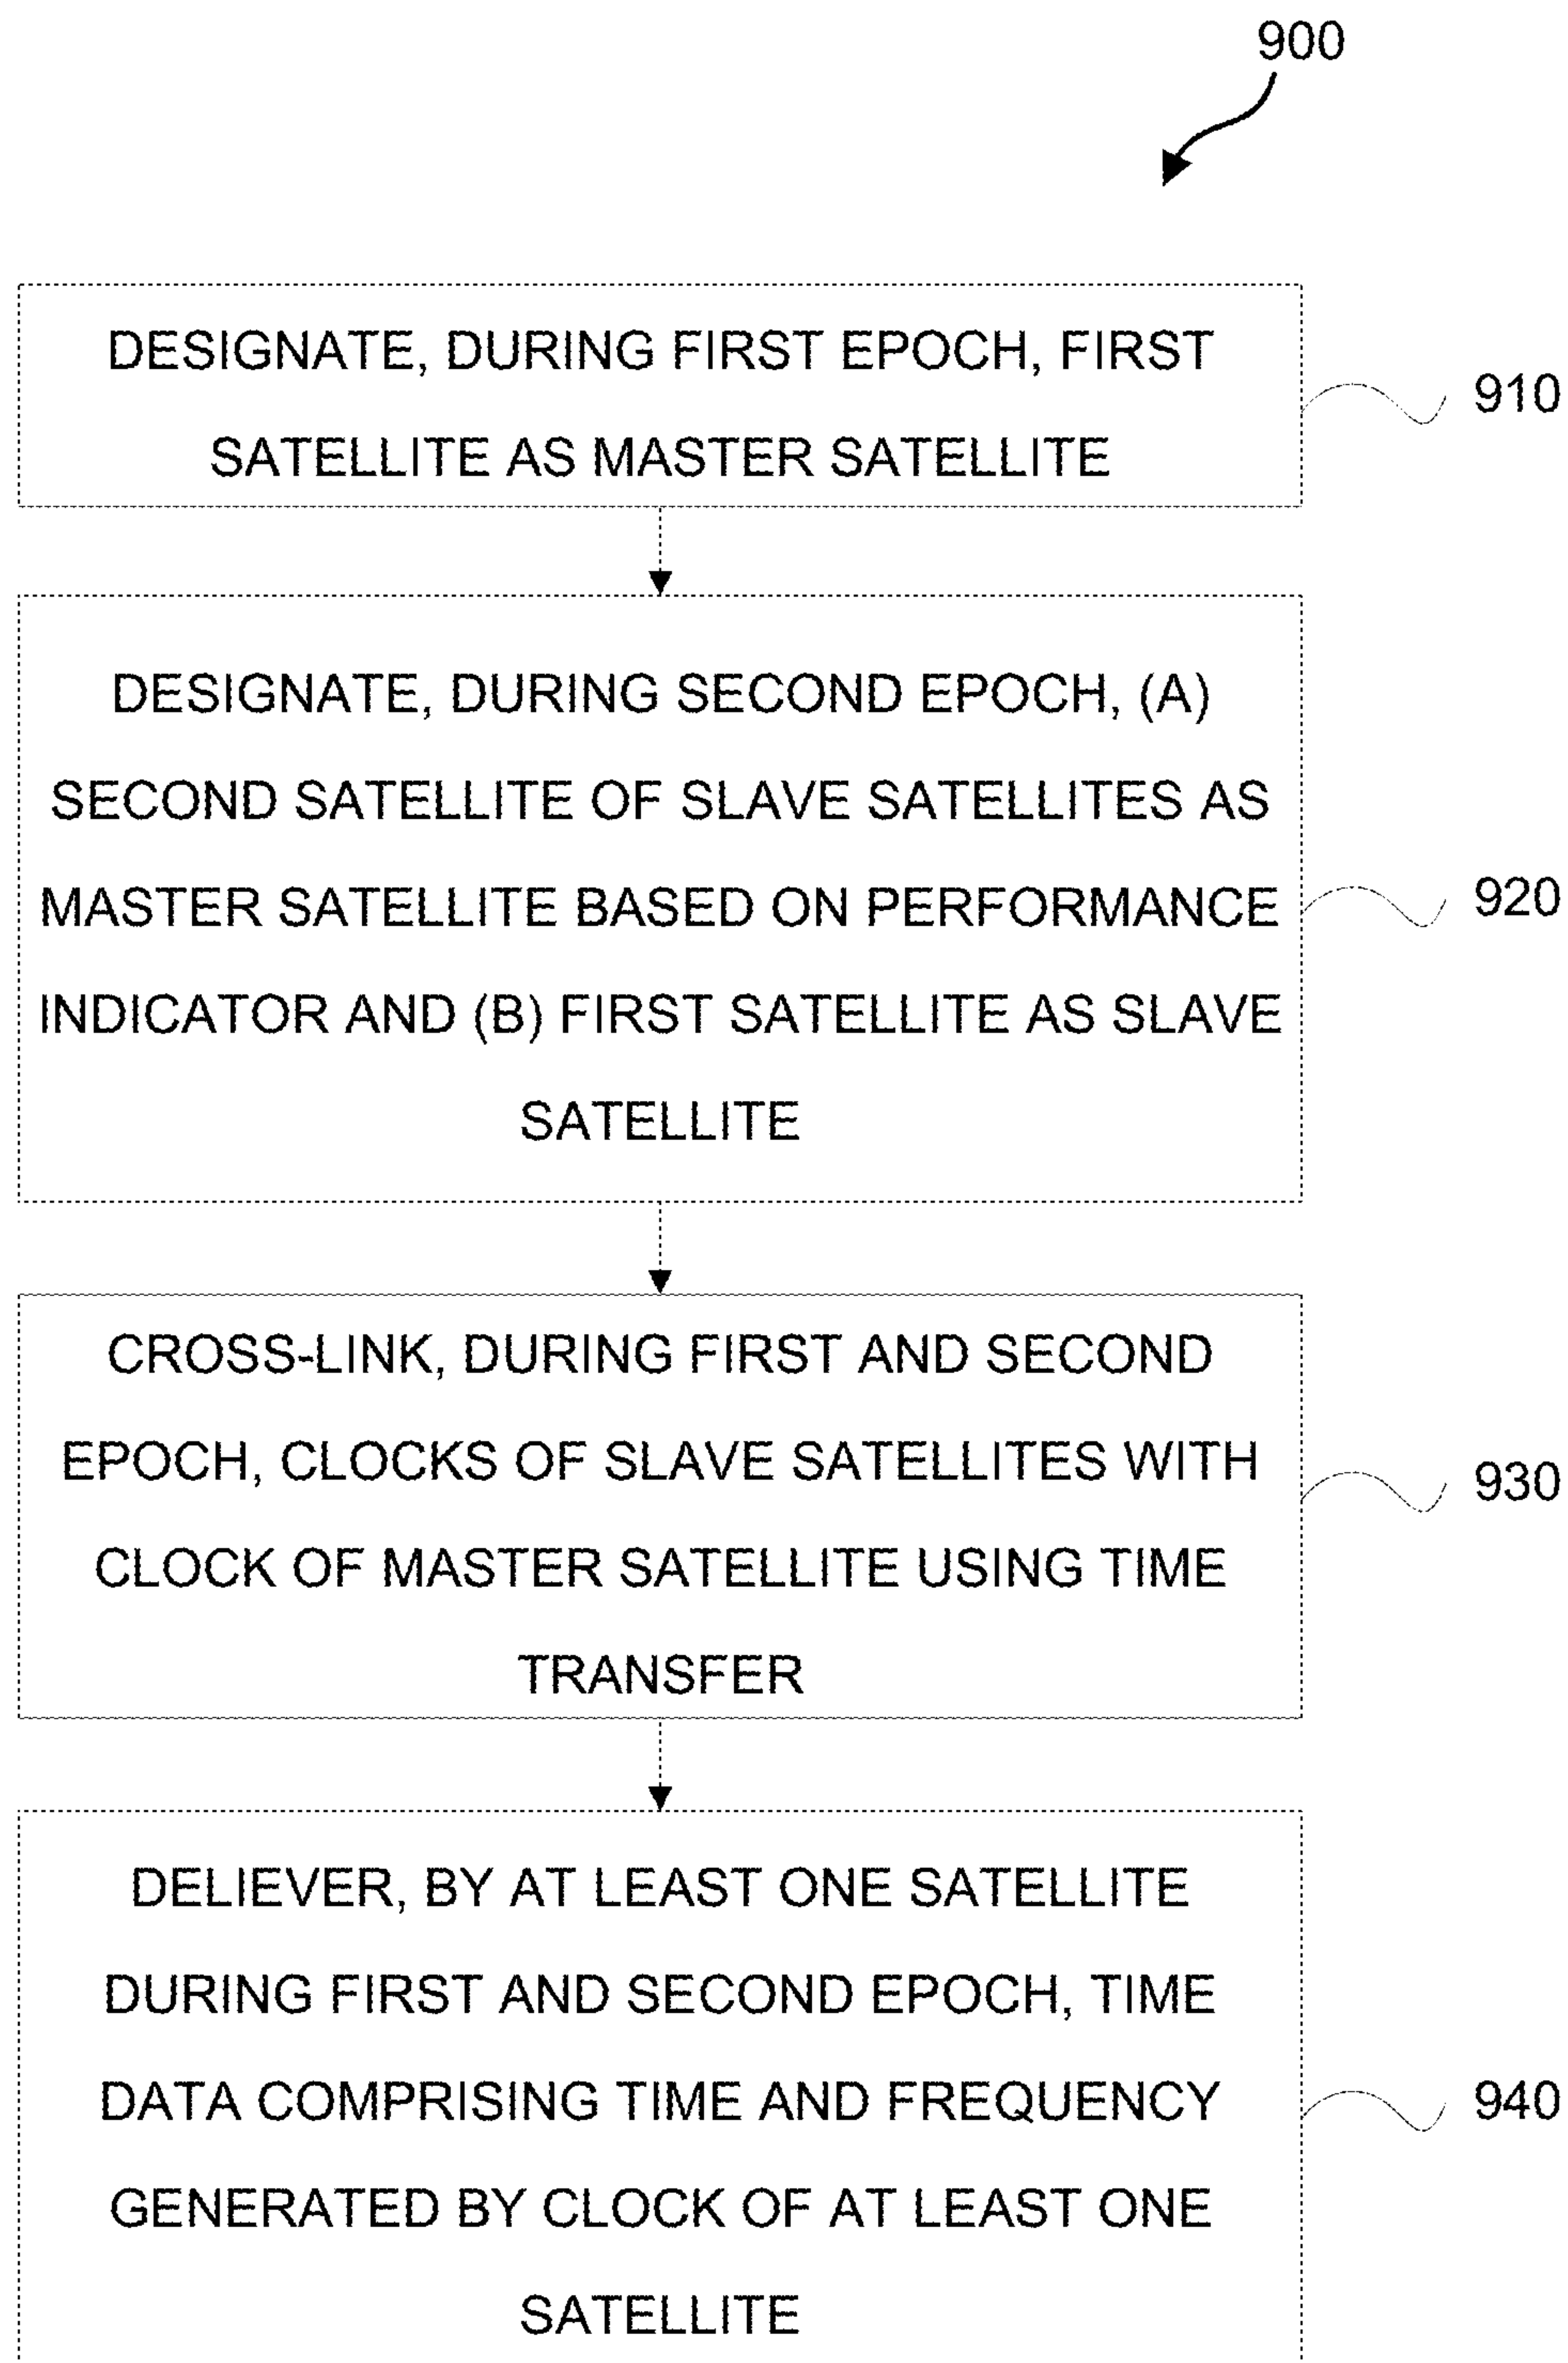 900
DESIGNATE, DURING FIRST EPOCH, FIRST
SATELLITE AS MASTER SATELLITE
910
DESIGNATE, DURING SECOND EPOCH, (A)
SECOND SATELLITE OF SLAVE SATELLITES AS
MASTER SATELLITE BASED ON PERFORMANCE
INDICATOR AND (B) FIRST SATELLITE AS SLAVE
SATELLITE
920
CROSS-LINK, DURING FIRST AND SECOND
EPOCH, CLOCKS OF SLAVE SATELLITES WITH
CLOCK OF MASTER SATELLITE USING TIME
TRANSFER
930
DELIEVER, BY AT LEAST ONE SATELLITE
DURING FIRST AND SECOND EPOCH, TIME
DATA COMPRISING TIME AND FREQUENCY
GENERATED BY CLOCK OF AT LEAST ONE
SATELLITE
940